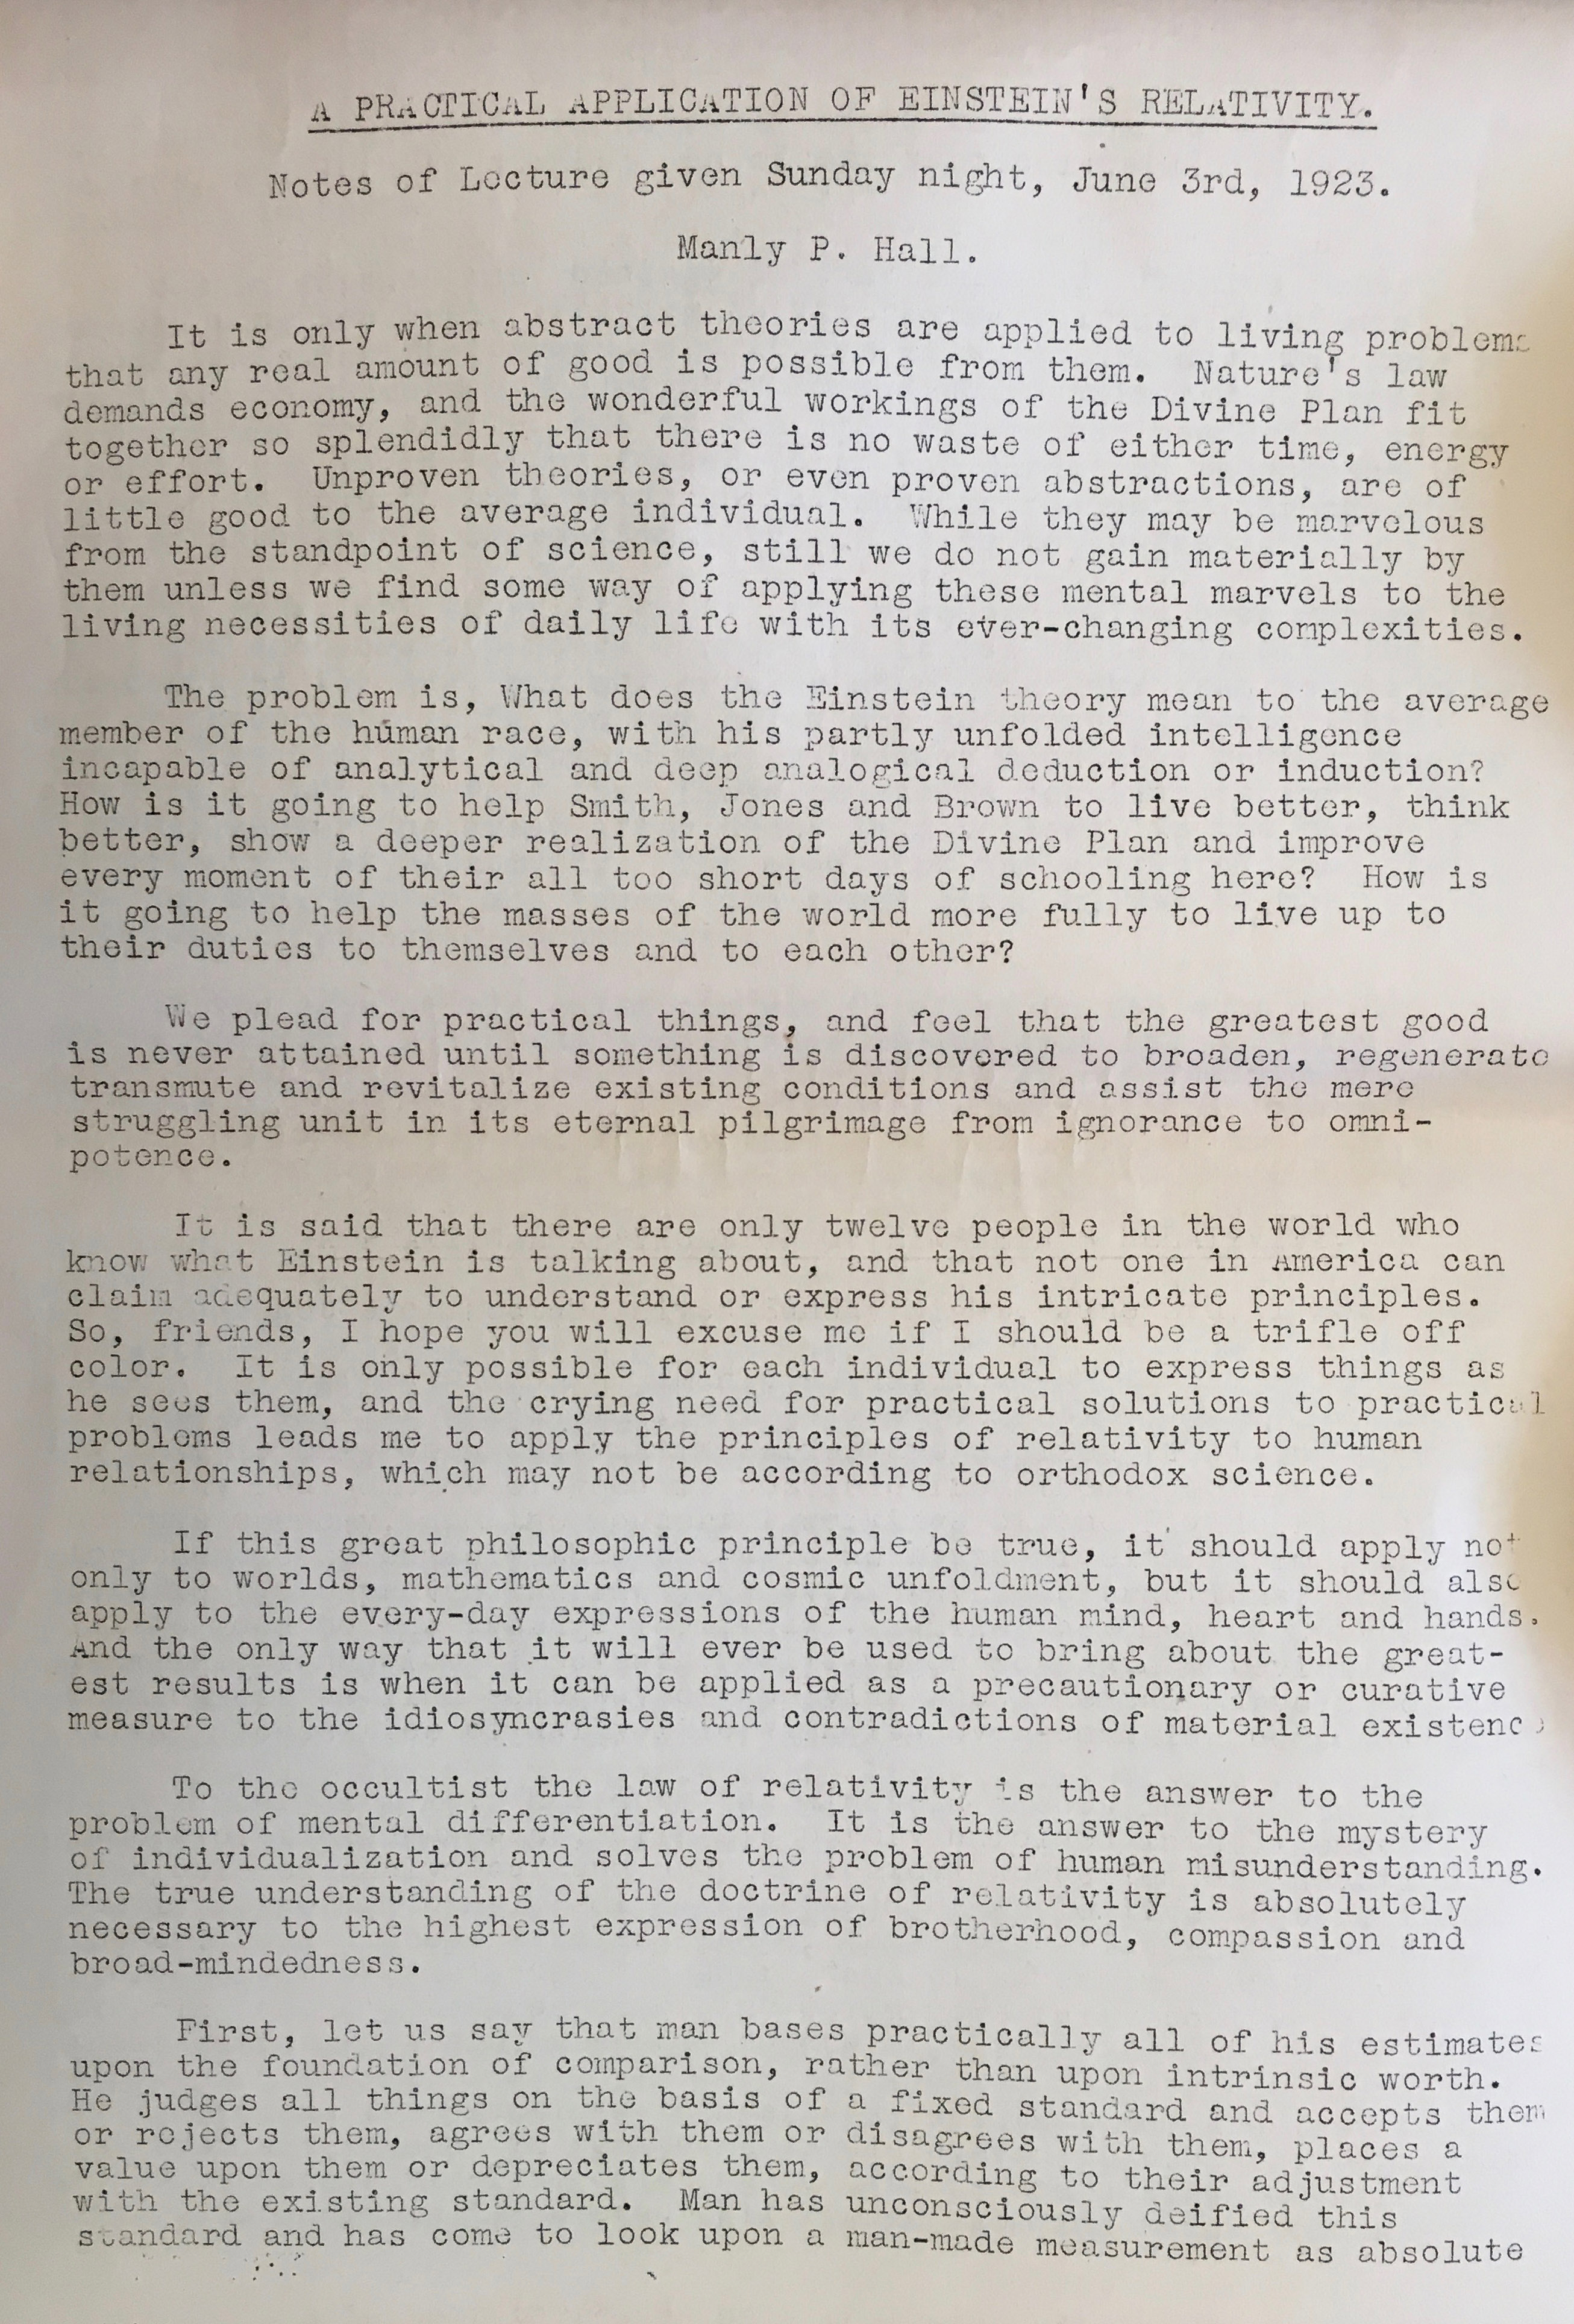 A PRACTICAL APPLICATION OF EINSTEIN'S RELATIVITY.
Notes of Lecture given Sunday night, June 3rd, 1923.
Manly P. Hall.
It is only when abstract theories are applied to living problems
that any real amount of good is possible from them. Nature's law
demands economy, and the wonderful workings of the Divine Plan fit
together so splendidly that there is no waste of either time, energy
or effort. Unproven theories, or even proven abstractions, are of
little good to the average individual. While they may be marvelous
from the standpoint of science, still we do not gain materially by
them unless we find some way of applying these mental marvels to the
living necessities of daily life with its ever-changing complexities.
The problem is, What does the Einstein theory mean to the average
member of the human race, with his partly unfolded intelligence
incapable of analytical and deep analogical deduction or induction?
How is it going to help Smith, Jones and Brown to live better, think
better, show a deeper realization of the Divine Plan and improve
every moment of their all too short days of schooling here? How is
it going to help the masses of the world more fully to live up to
their duties to themselves and to each other?
We plead for practical things, and feel that the greatest good
is never attained until something is discovered to broaden, regenerate
transmute and revitalize existing conditions and assist the mere
struggling unit in its eternal pilgrimage from ignorance to omni-
potence.
It is said that there are only twelve people in the world who
know what Einstein is talking about, and that not one in America can
claim adequately to understand or express his intricate principles.
So, friends, I hope you will excuse me if I should be a trifle off
color. It is only possible for each individual to express things as
he sees them, and the crying need for practical solutions to practical
problems leads me to apply the principles of relativity to human
relationships, which may not be according to orthodox science.
If this great philosophic principle be true, it should apply not
only to worlds, mathematics and cosmic unfoldment, but it should also
apply to the every-day expressions of the human mind, heart and hands.
And the only way that it will ever be used to bring about the great-
est results is when it can be applied as a precautionary or curative
measure to the idiosyncrasies and contradictions of material existence
To the occultist the law of relativity is the answer to the
problem of mental differentiation. It is the answer to the mystery
of individualization and solves the problem of human misunderstanding.
The true understanding of the doctrine of relativity is absolutely
necessary to the highest expression of brotherhood, compassion and
broad-mindedness.
First, let us say that man bases practically all of his estimates
upon the foundation of comparison, rather than upon intrinsic worth.
He judges all things on the basis of a fixed standard and accepts them
or rejects them, agrees with them or disagrees with them, places a
value upon them or depreciates them, according to their adjustment
with the existing standard. Man has unconsciously deified this
standard and has come to look upon a man-made measurement as absolute